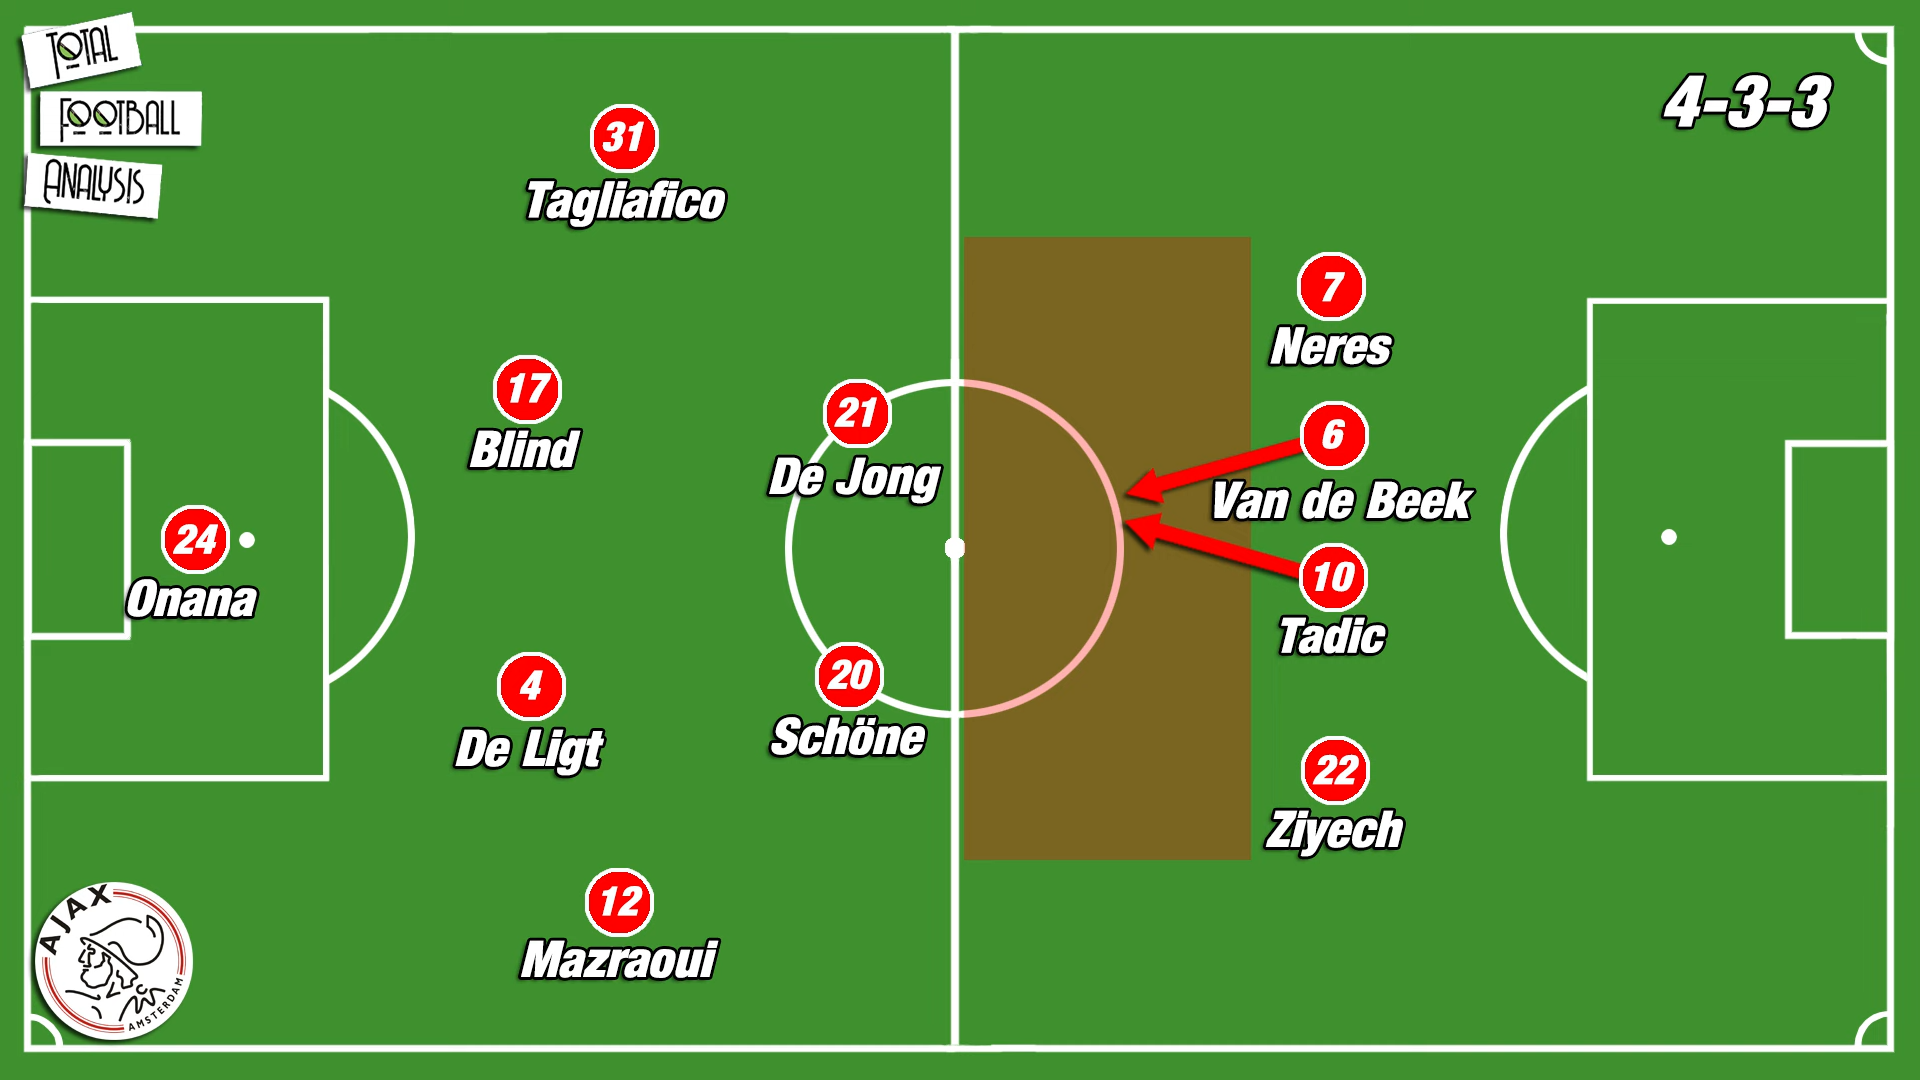 TOTAL
FOOTBALL
ANALYSIS
4-3-3
31
Tagliafico
7
Neres
17
Blind
21
De Jong
6
Van de Beek
24
Onana
10
Tadic
4
De Ligt
20
Schöne
22
Ziyech
12
Mazraoui
AJAX
AMSTERDAM